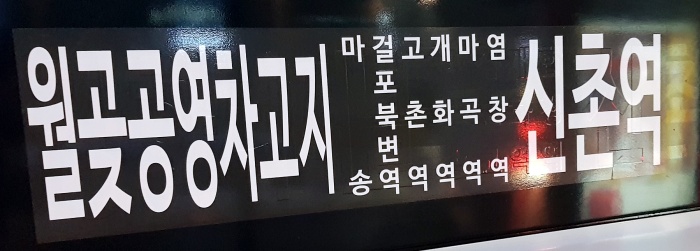 월곶공영차고지
마송
걸포북변역
고촌역
개화역
마곡역
염창역
신촌역